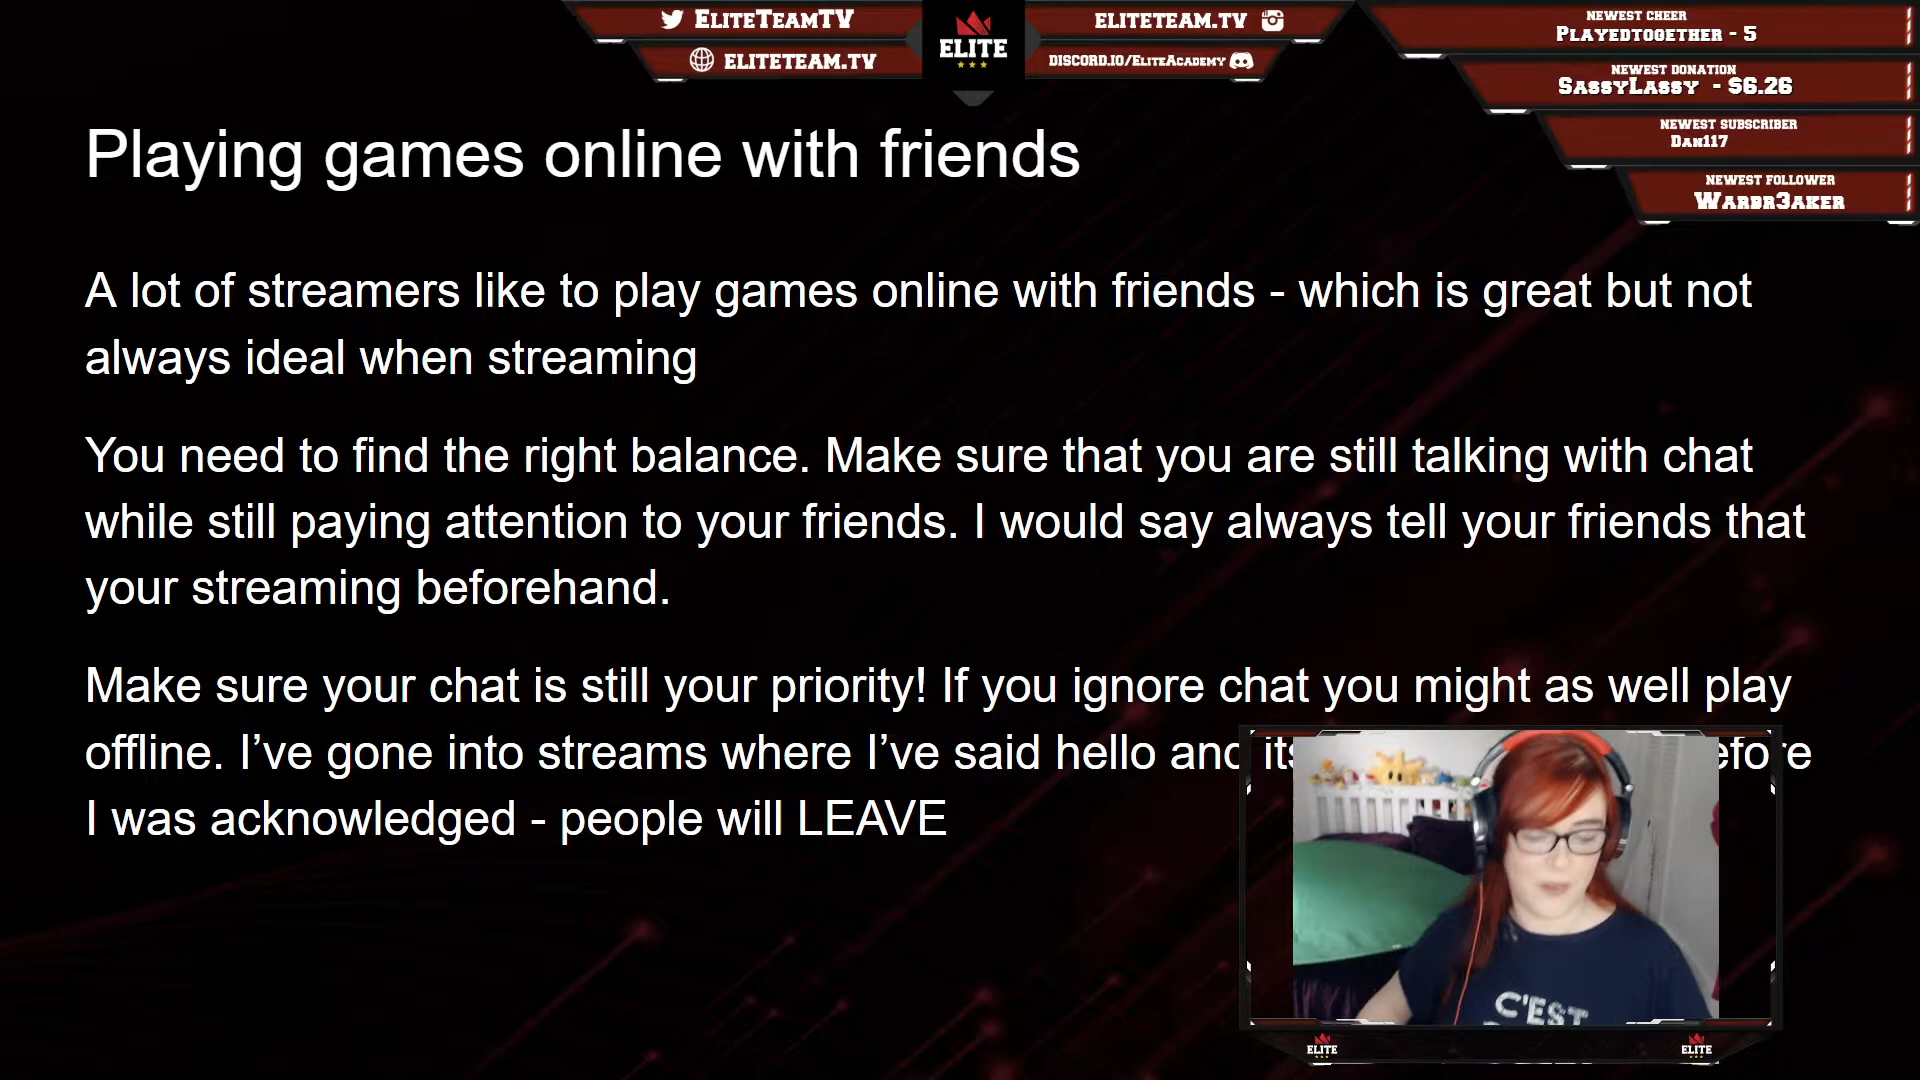 EliteTeamTV
eliteteam.tv
ELITE
eliteteam.tv
discord.io/EliteAcademy
Newest Cheer
Playedtogether - 5
Newest Donation
SassyLassy - $6.26
Newest Subscriber
Dan117
Newest Follower
Warbr3aker
Playing games online with friends
A lot of streamers like to play games online with friends - which is great but not
always ideal when streaming
You need to find the right balance. Make sure that you are still talking with chat
while still paying attention to your friends. I would say always tell your friends that
your streaming beforehand.
Make sure your chat is still your priority! If you ignore chat you might as well play
offline. I’ve gone into streams where I’ve said hello and
I was acknowledged - people will LEAVE
C'EST
ELITE
ELITE